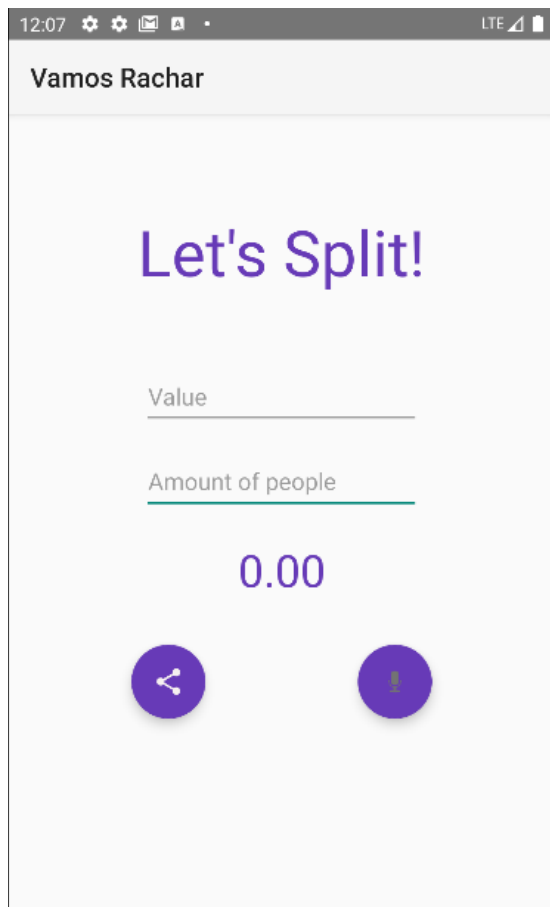 12:07 LTE
Vamos Rachar
Let's Split!
Value
Amount of people
0.00